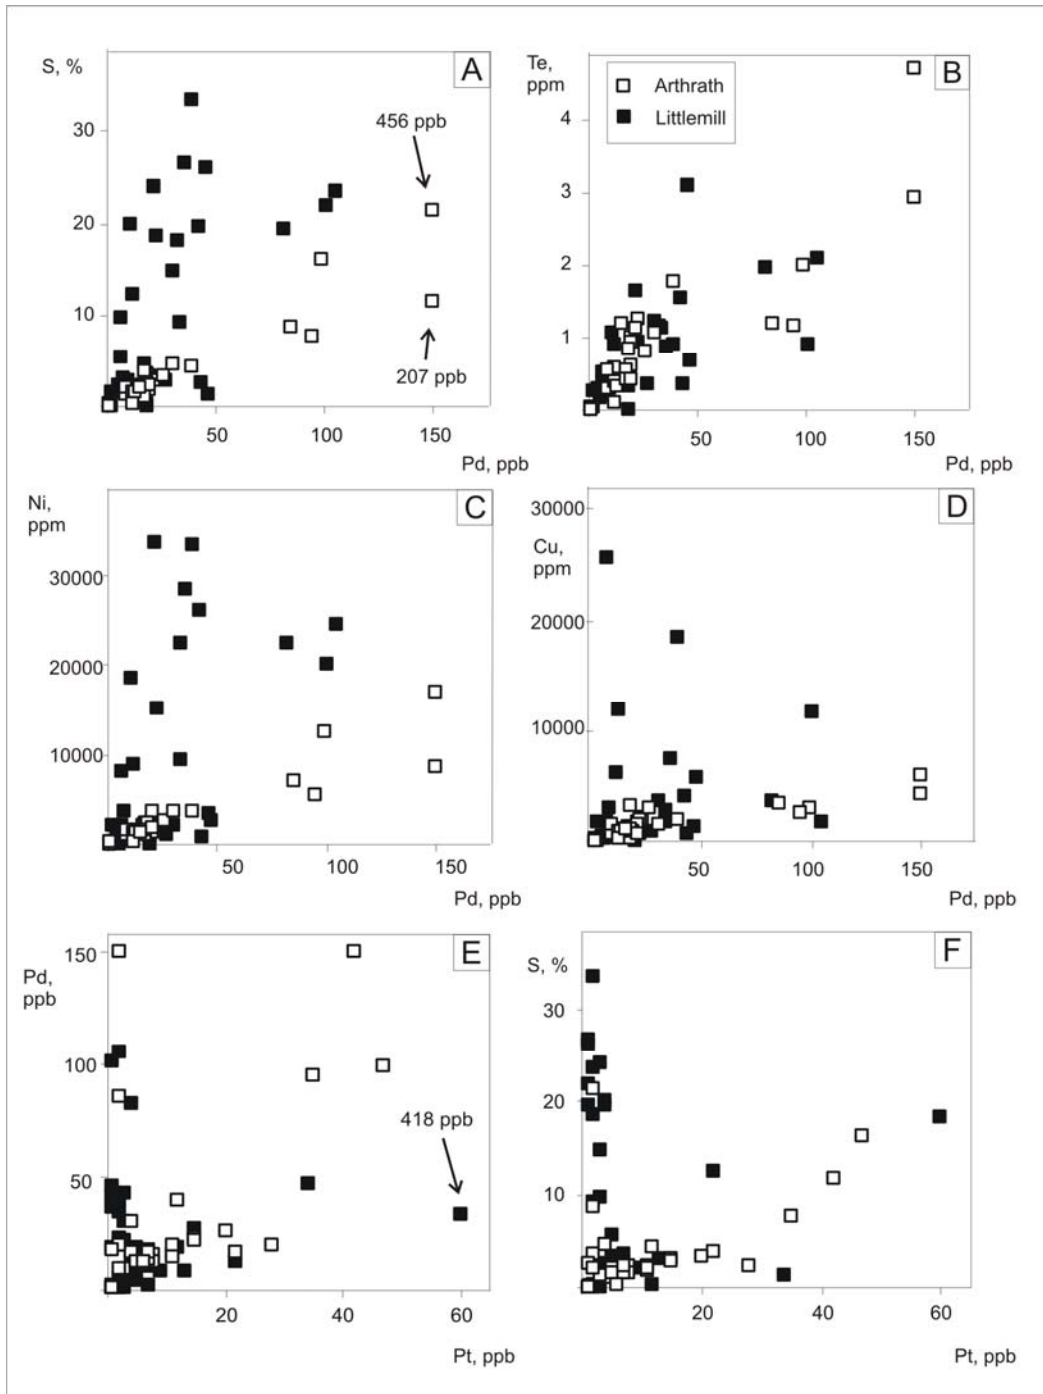 S, %
A
30
20
10
456 ppb
207 ppb
50
100
150
Pd, ppb
Te,
ppm
B
Arthrath
Littlemill
4
3
2
1
50
100
150
Pd, ppb
Ni,
ppm
C
30000
20000
10000
50
100
150
Pd, ppb
D
30000
Cu,
ppm
20000
10000
50
100
150
Pd, ppb
E
150
Pd,
ppb
100
50
418 ppb
20
40
60
Pt, ppb
F
S, %
30
20
10
20
40
60
Pt, ppb